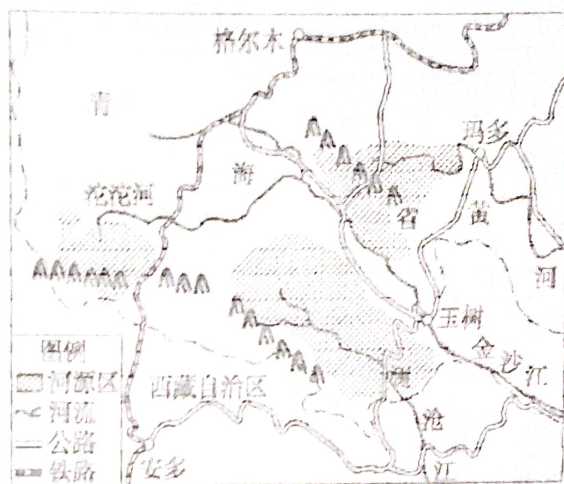 格尔木
青
玛多
海
沱沱河
省
黄
河
玉树
金
沙
江
图例
河源区
河流
公路
铁路
西藏自治区
澜
沧
江
安多